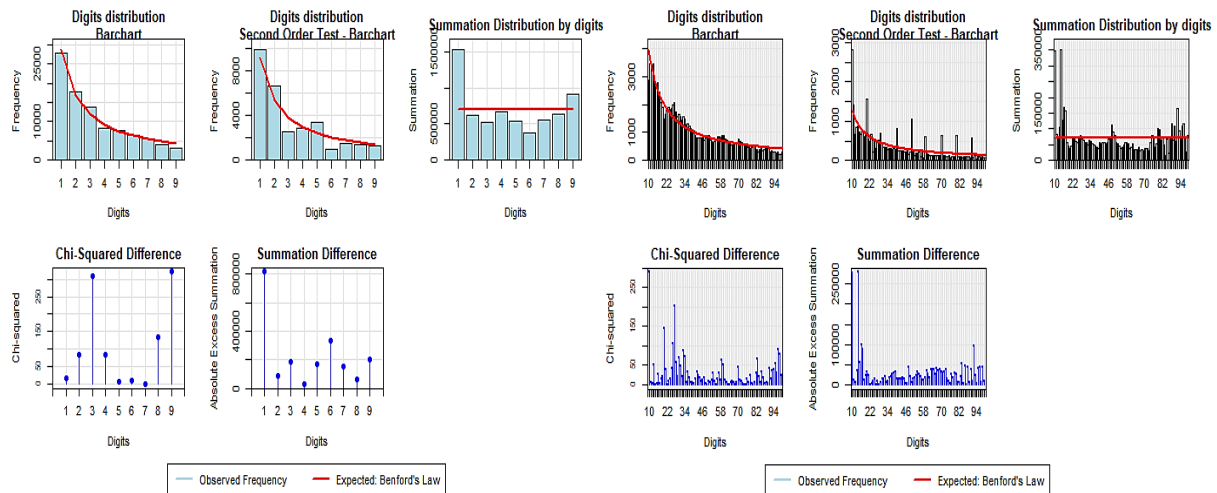 Digits distribution
Barchart
Frequency
0 10000 25000
1 2 3 4 5 6 7 8 9
Digits
Digits distribution
Second Order Test - Barchart
Frequency
0 4000 8000
1 2 3 4 5 6 7 8 9
Digits
Summation Distribution by digits
Summation
0 500000 1500000
1 2 3 4 5 6 7 8 9
Digits
Digits distribution
Barchart
Frequency
0 1000 3000
10 22 34 46 58 70 82 94
Digits
Digits distribution
Second Order Test - Barchart
Frequency
0 1000 2000 3000
10 22 34 46 58 70 82 94
Digits
Summation Distribution by digits
Summation
0 150000 350000
10 22 34 46 58 70 82 94
Digits
Chi-Squared Difference
Chi-squared
0 50 150 250
1 2 3 4 5 6 7 8 9
Digits
Summation Difference
Absolute Excess Summation
0 400000 800000
1 2 3 4 5 6 7 8 9
Digits
Chi-Squared Difference
Chi-squared
0 50 150 250
10 22 34 46 58 70 82 94
Digits
Summation Difference
Absolute Excess Summation
0 100000 250000
10 22 34 46 58 70 82 94
Digits
Observed Frequency Expected: Benford's Law
Observed Frequency Expected: Benford's Law